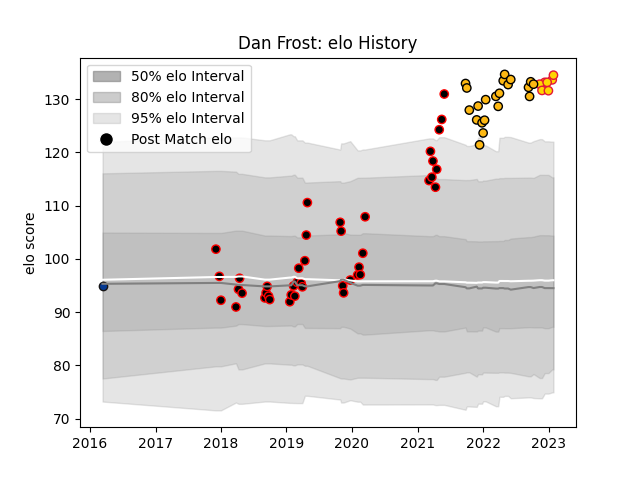 Dan Frost: elo History
50% elo Interval
80% elo Interval
95% elo Interval
Post Match elo
elo score
130
120
110
100
90
80
70
2016 2017 2018 2019 2020 2021 2022 2023